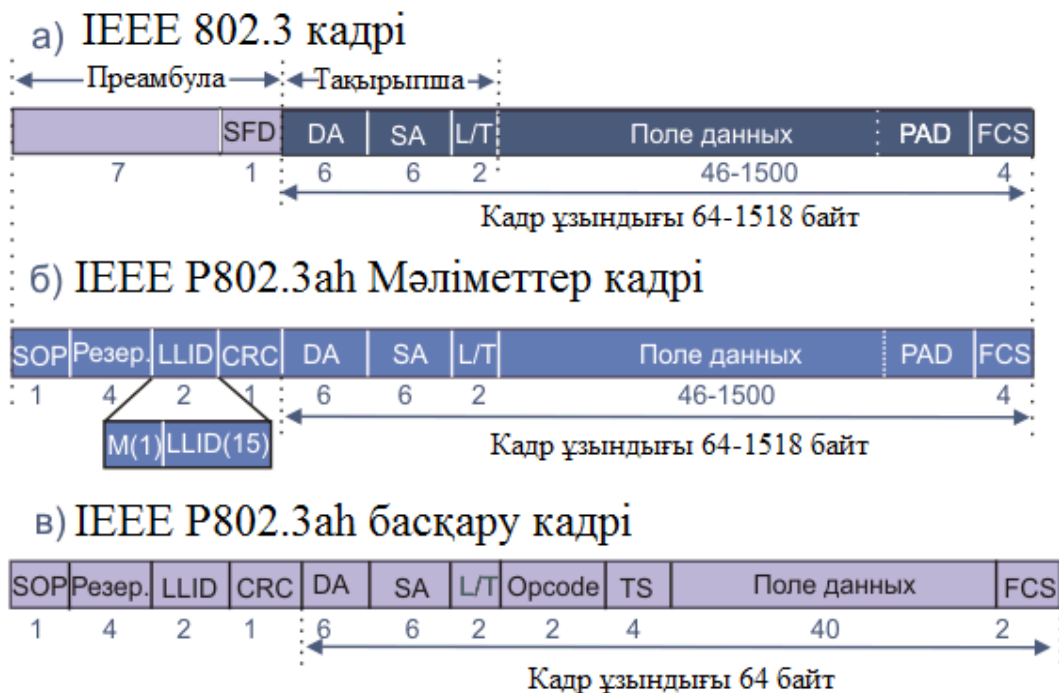 а) IEEE 802.3 кадрі
Преамбула Тақырыпша
SFD DA SA L/T Поле данных PAD FCS
7 1 6 6 2 46-1500 4
Кадр ұзындығы 64-1518 байт
б) IEEE P802.3ah Мәліметтер кадрі
SOP Резер. LLID CRC DA SA L/T Поле данных PAD FCS
1 4 2 1 6 6 2 46-1500 4
M(1) LLID(15)
Кадр ұзындығы 64-1518 байт
в) IEEE P802.3ah басқару кадрі
SOP Резер. LLID CRC DA SA L/T Opcode TS Поле данных FCS
1 4 2 1 6 6 2 2 4 40 2
Кадр ұзындығы 64 байт